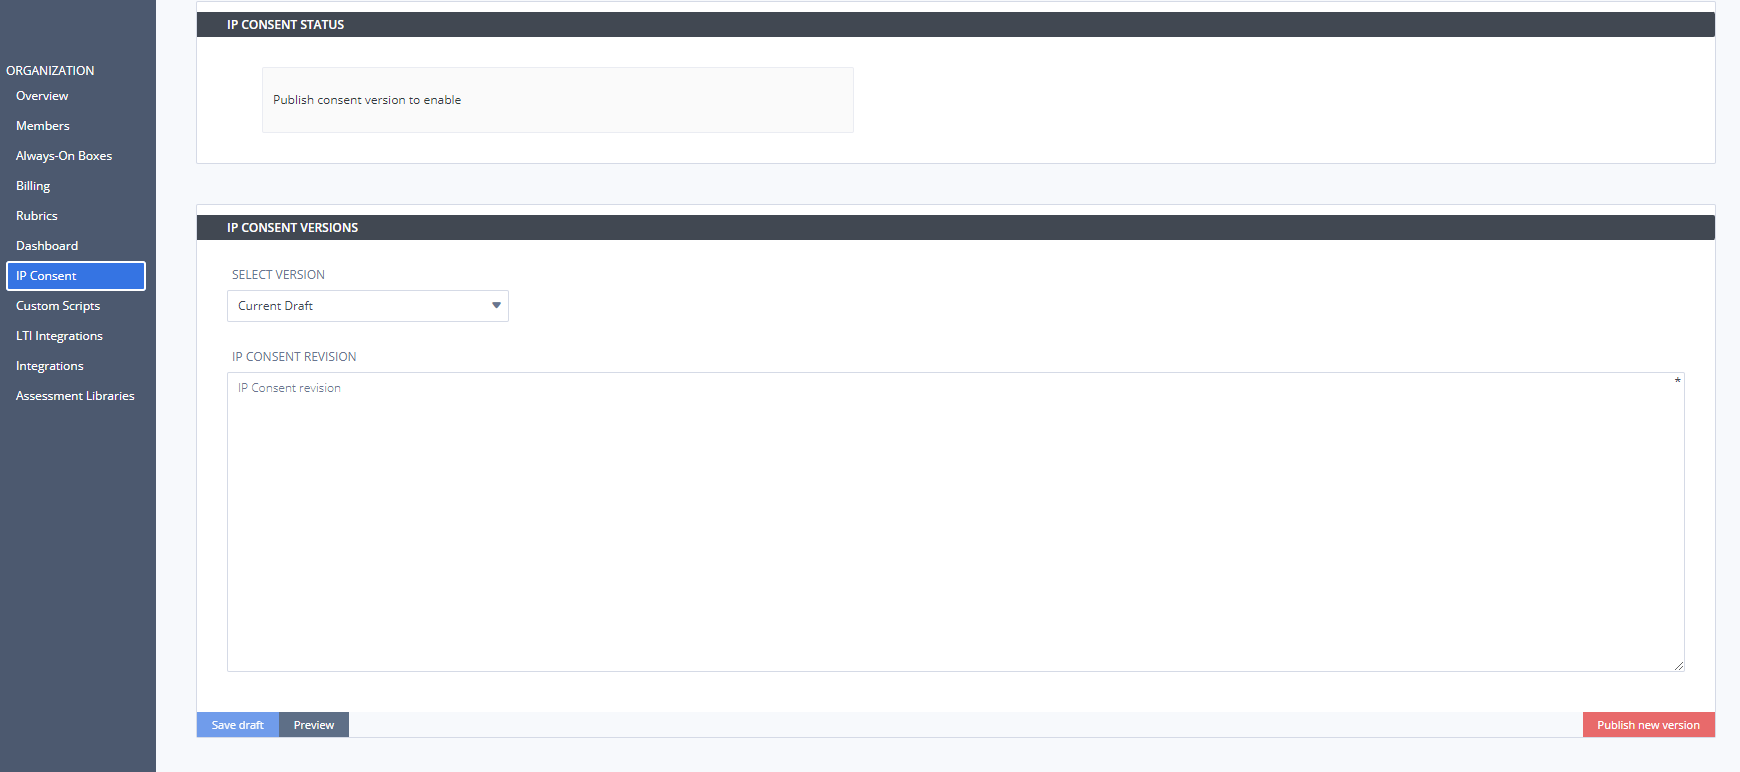 ORGANIZATION
Overview
Members
Always-On Boxes
Billing
Rubrics
Dashboard
IP Consent
Custom Scripts
LTI Integrations
Integrations
Assessment Libraries
IP CONSENT STATUS
Publish consent version to enable
IP CONSENT VERSIONS
SELECT VERSION
Current Draft
IP CONSENT REVISION
IP Consent revision
*
Save draft
Preview
Publish new version